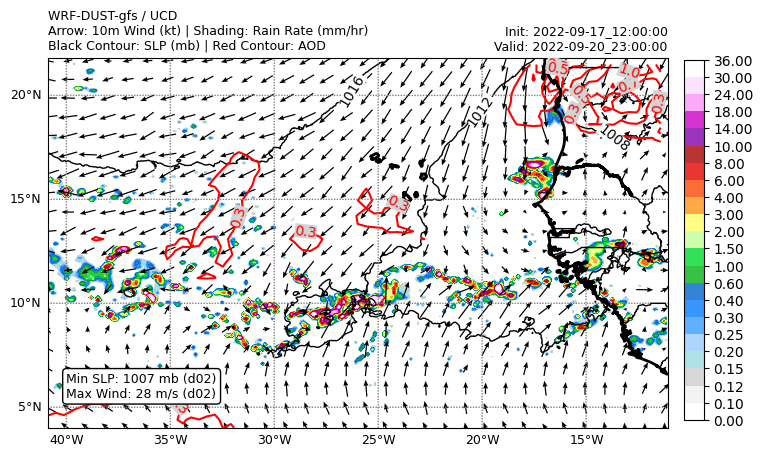 WRF-DUST-gfs / UCD
Arrow: 10m Wind (kt) | Shading: Rain Rate (mm/hr)
Black Contour: SLP (mb) | Red Contour: AOD
Init: 2022-09-17_12:00:00
Valid: 2022-09-20_23:00:00
20°N
15°N
10°N
5°N
40°W
35°W
30°W
25°W
20°W
15°W
1016
1012
1008
0.3
0.3
0.3
0.3
0.3
1.0
Min SLP: 1007 mb (d02)
Max Wind: 28 m/s (d02)
36.00
30.00
24.00
18.00
14.00
10.00
8.00
6.00
4.00
3.00
2.00
1.50
1.00
0.60
0.40
0.30
0.25
0.20
0.15
0.12
0.10
0.00